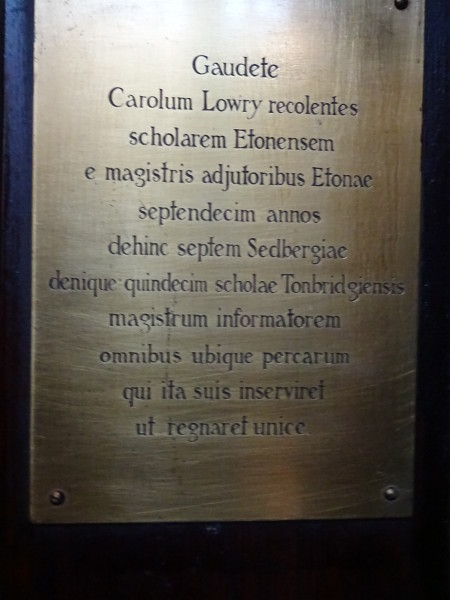 Gaudete
Carolum Lowry recolentes
scholarem Etonensem
e magistris adjutoribus Etonae
septendecim annos
dehinc septem Sedbergiae
denique quindecim scholae Tonbridgiensis
magistrum informatorem
omnibus ubique percarum
qui ita suis inserviret
ut regnaret unice